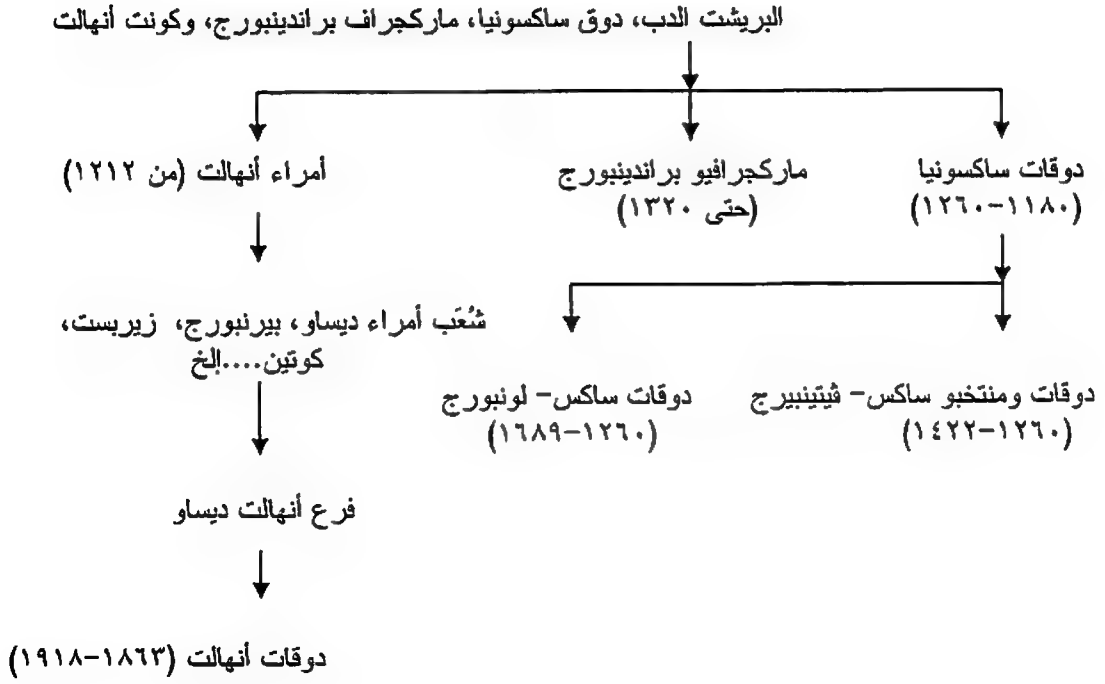 البريشت الدب، دوق ساكسونيا، ماركجراف براندينبورج، وكونت أنهالت
دوقات ساكسونيا
(١١٨٠-١٢٦٠)
ماركجرافيو براندينبورج
(حتى ١٣٢٠)
أمراء أنهالت (من ١٢١٢)
شُعَب أمراء ديساو، بيرنبورج، زيربست،
كوتين....إلخ
دوقات ومنتخبو ساكس- ڤيتينبيرج
(١٢٦٠-١٤٢٢)
دوقات ساكس- لونبورج
(١٢٦٠-١٦٨٩)
فرع أنهالت ديساو
دوقات أنهالت (١٨٦٣-١٩١٨)